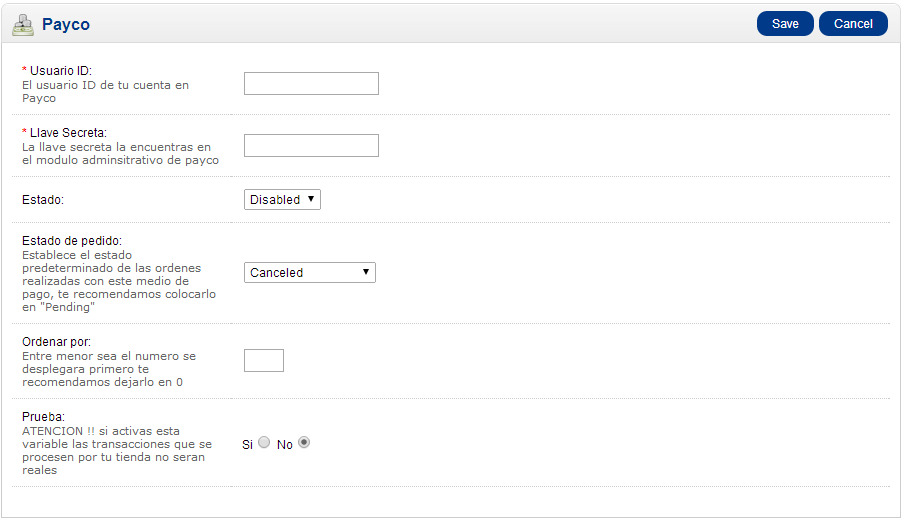 Payco
Save
Cancel
* Usuario ID:
El usuario ID de tu cuenta en
Payco
* Llave Secreta:
La llave secreta la encuentras en
el modulo adminsitrativo de payco
Estado:
Disabled
Estado de pedido:
Establece el estado
predeterminado de las ordenes
realizadas con este medio de
pago, te recomendamos colocarlo
en "Pending"
Canceled
Ordenar por:
Entre menor sea el numero se
desplegara primero te
recomendamos dejarlo en 0
Prueba:
ATENCION !! si activas esta
variable las transacciones que se
procesen por tu tienda no seran
reales
Si No